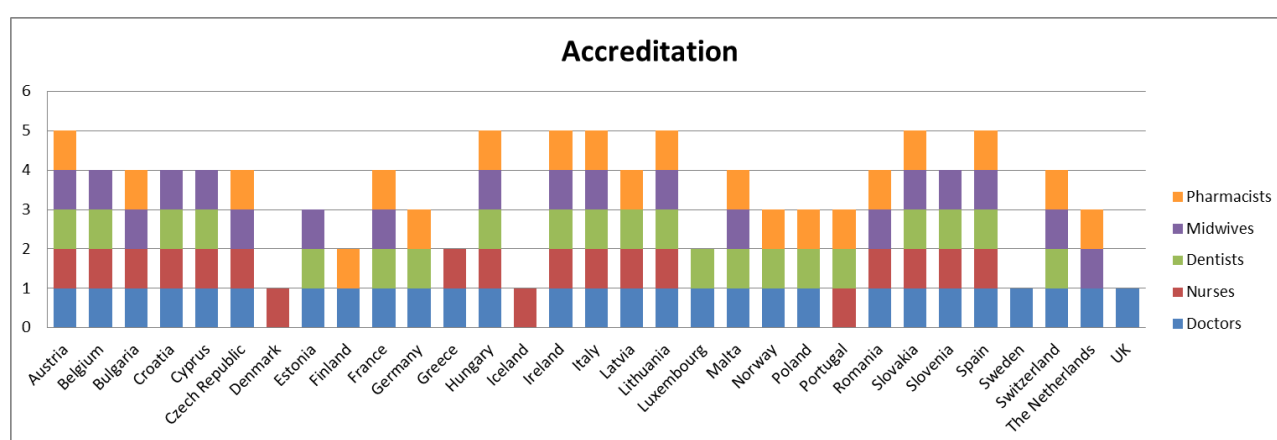 Accreditation
6
5
4
3
2
1
0
Pharmacists
Midwives
Dentists
Nurses
Doctors
Austria
Belgium
Bulgaria
Croatia
Cyprus
Czech Republic
Denmark
Estonia
Finland
France
Germany
Greece
Hungary
Iceland
Ireland
Italy
Latvia
Lithuania
Luxembourg
Malta
Norway
Poland
Portugal
Romania
Slovakia
Slovenia
Spain
Sweden
Switzerland
The Netherlands
UK